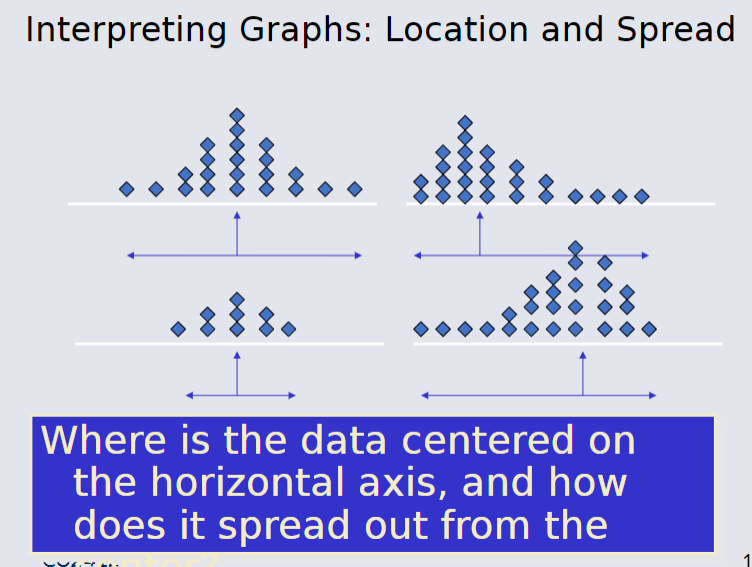 Interpreting Graphs: Location and Spread
Where is the data centered on
the horizontal axis, and how
does it spread out from the
1